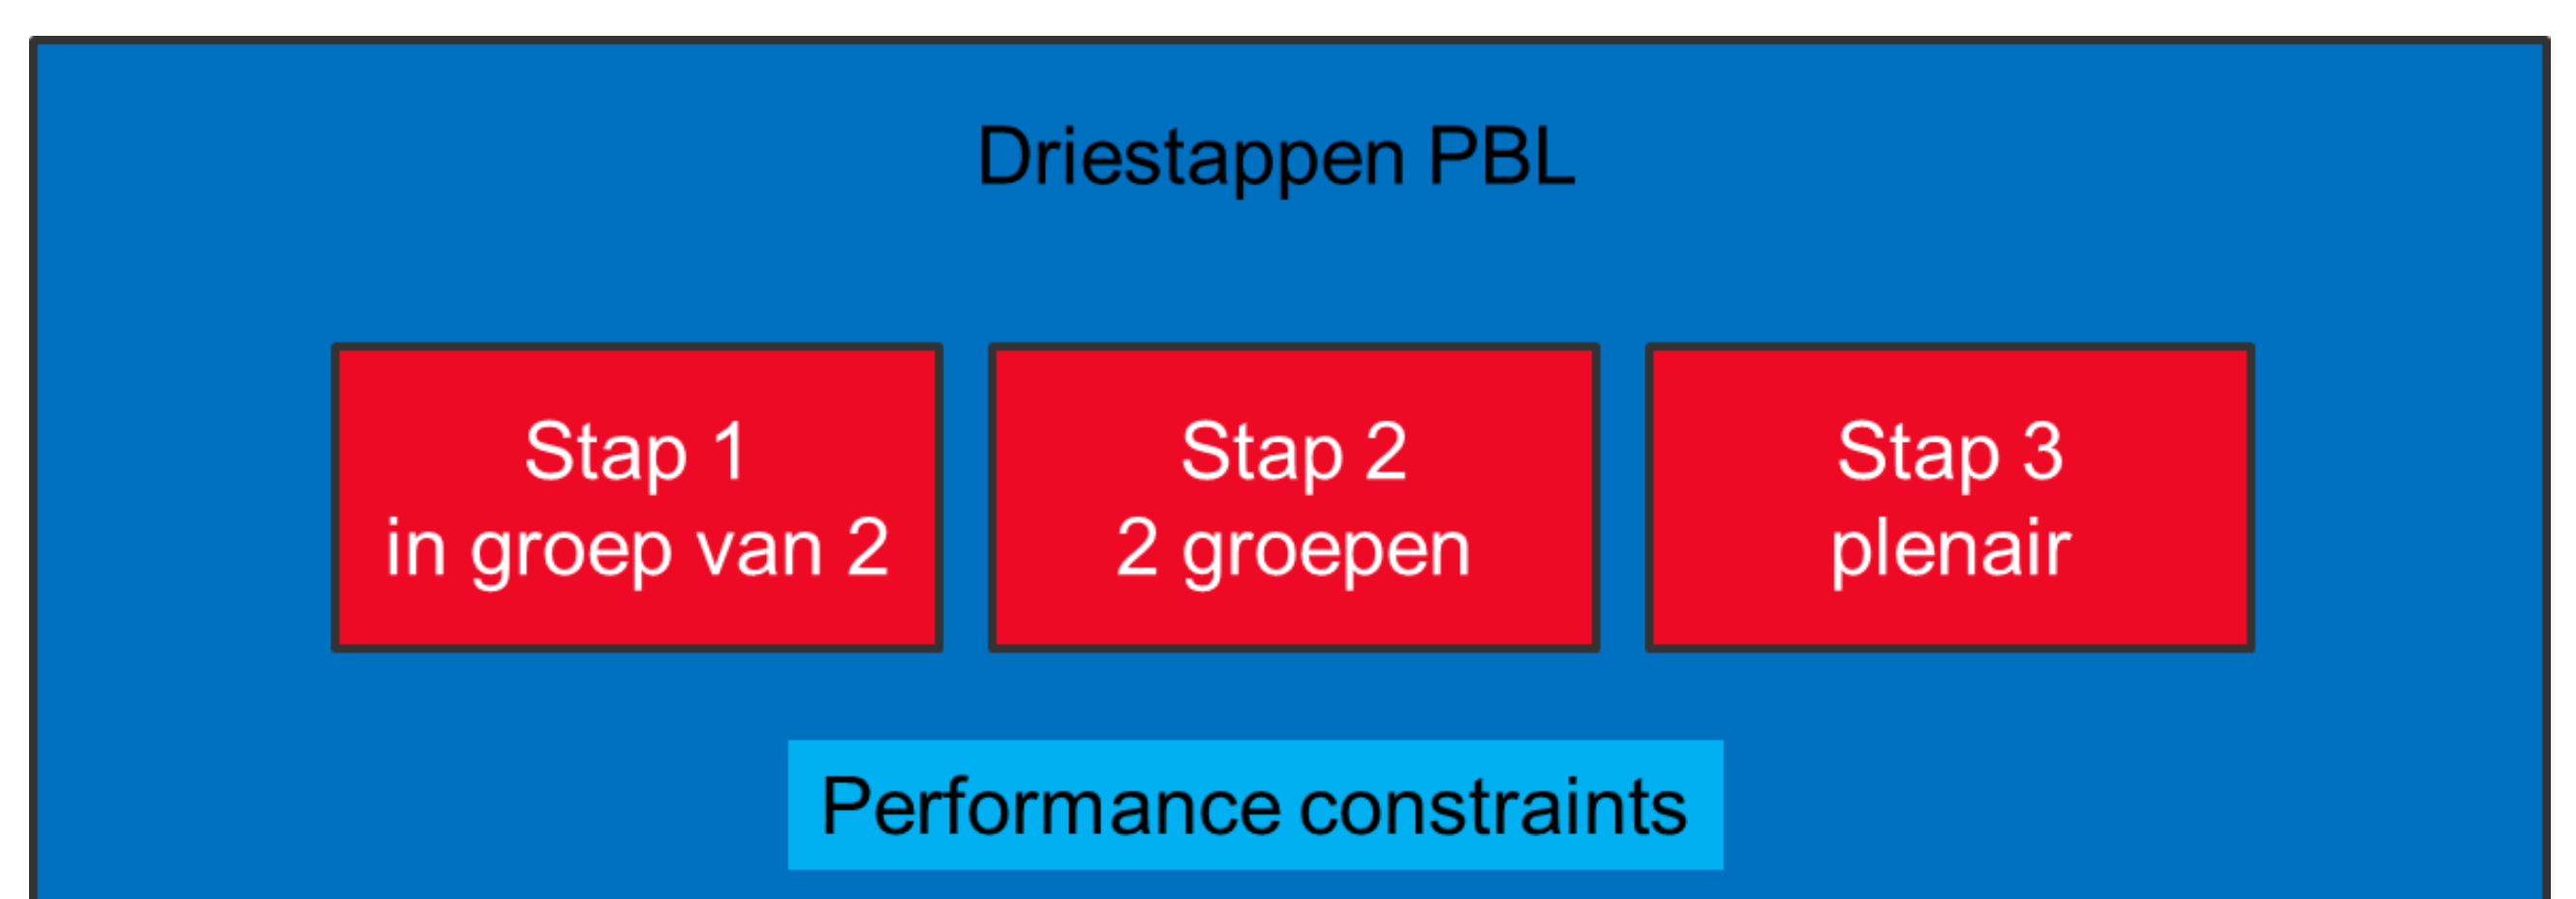 Driestappen PBL
Stap 1
in groep van 2
Stap 2
2 groepen
Stap 3
plenair
Performance constraints